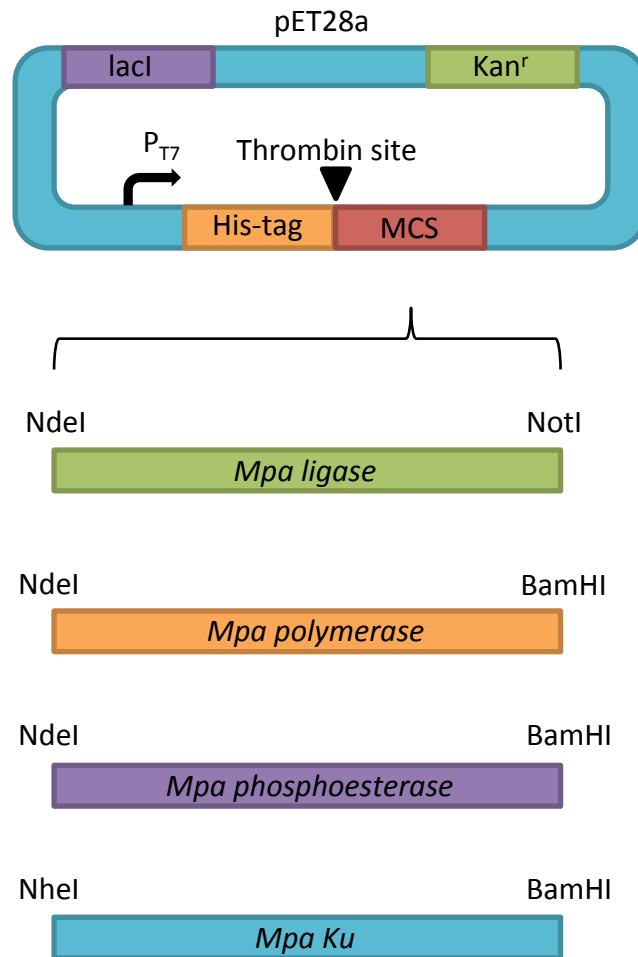 pET28a
lacI Kanʳ
P_T7 Thrombin site
His-tag MCS
NdeI NotI
Mpa ligase
NdeI BamHI
Mpa polymerase
NdeI BamHI
Mpa phosphoesterase
NheI BamHI
Mpa Ku